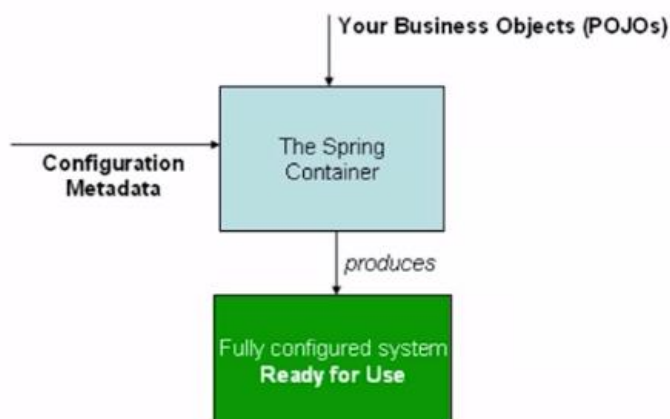 Your Business Objects (POJOs)
The Spring
Container
Configuration
Metadata
produces
Fully configured system
Ready for Use